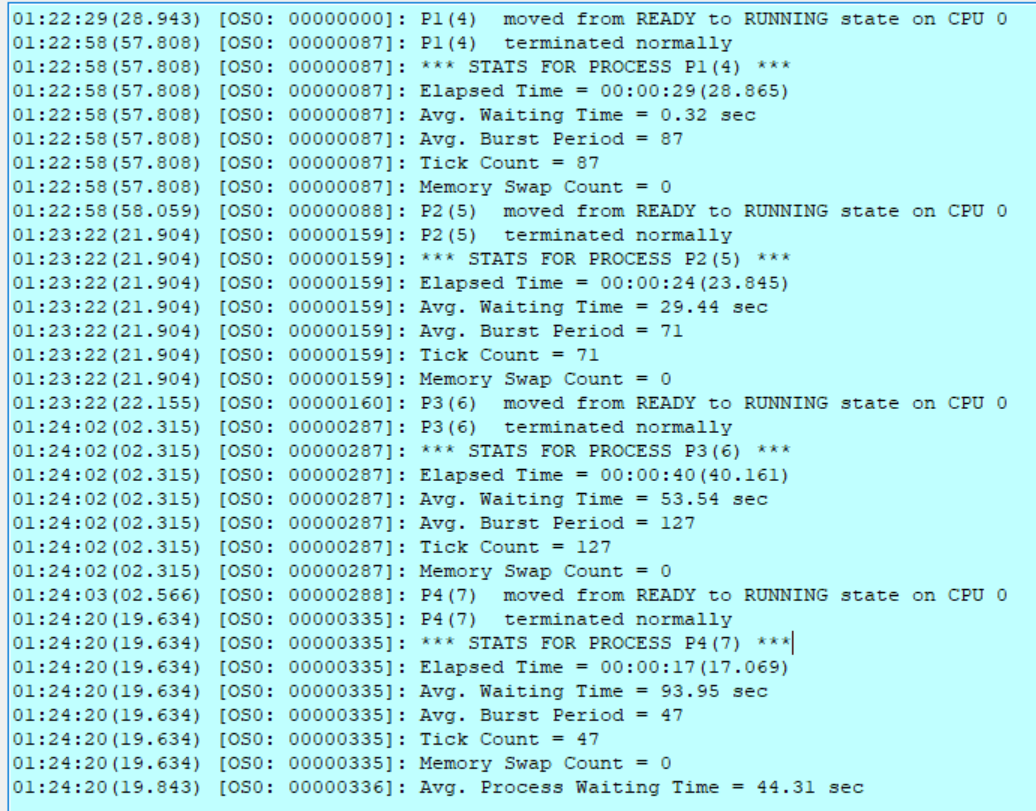 01:22:29(28.943) [OS0: 00000000]: P1(4) moved from READY to RUNNING state on CPU 0
01:22:58(57.808) [OS0: 00000087]: P1(4) terminated normally
01:22:58(57.808) [OS0: 00000087]: *** STATS FOR PROCESS P1(4) ***
01:22:58(57.808) [OS0: 00000087]: Elapsed Time = 00:00:29(28.865)
01:22:58(57.808) [OS0: 00000087]: Avg. Waiting Time = 0.32 sec
01:22:58(57.808) [OS0: 00000087]: Avg. Burst Period = 87
01:22:58(57.808) [OS0: 00000087]: Tick Count = 87
01:22:58(57.808) [OS0: 00000087]: Memory Swap Count = 0
01:22:58(58.059) [OS0: 00000088]: P2(5) moved from READY to RUNNING state on CPU 0
01:23:22(21.904) [OS0: 00000159]: P2(5) terminated normally
01:23:22(21.904) [OS0: 00000159]: *** STATS FOR PROCESS P2(5) ***
01:23:22(21.904) [OS0: 00000159]: Elapsed Time = 00:00:24(23.845)
01:23:22(21.904) [OS0: 00000159]: Avg. Waiting Time = 29.44 sec
01:23:22(21.904) [OS0: 00000159]: Avg. Burst Period = 71
01:23:22(21.904) [OS0: 00000159]: Tick Count = 71
01:23:22(21.904) [OS0: 00000159]: Memory Swap Count = 0
01:23:22(22.155) [OS0: 00000160]: P3(6) moved from READY to RUNNING state on CPU 0
01:24:02(02.315) [OS0: 00000287]: P3(6) terminated normally
01:24:02(02.315) [OS0: 00000287]: *** STATS FOR PROCESS P3(6) ***
01:24:02(02.315) [OS0: 00000287]: Elapsed Time = 00:00:40(40.161)
01:24:02(02.315) [OS0: 00000287]: Avg. Waiting Time = 53.54 sec
01:24:02(02.315) [OS0: 00000287]: Avg. Burst Period = 127
01:24:02(02.315) [OS0: 00000287]: Tick Count = 127
01:24:02(02.315) [OS0: 00000287]: Memory Swap Count = 0
01:24:03(02.566) [OS0: 00000288]: P4(7) moved from READY to RUNNING state on CPU 0
01:24:20(19.634) [OS0: 00000335]: P4(7) terminated normally
01:24:20(19.634) [OS0: 00000335]: *** STATS FOR PROCESS P4(7) ***
01:24:20(19.634) [OS0: 00000335]: Elapsed Time = 00:00:17(17.069)
01:24:20(19.634) [OS0: 00000335]: Avg. Waiting Time = 93.95 sec
01:24:20(19.634) [OS0: 00000335]: Avg. Burst Period = 47
01:24:20(19.634) [OS0: 00000335]: Tick Count = 47
01:24:20(19.634) [OS0: 00000335]: Memory Swap Count = 0
01:24:20(19.843) [OS0: 00000336]: Avg. Process Waiting Time = 44.31 sec